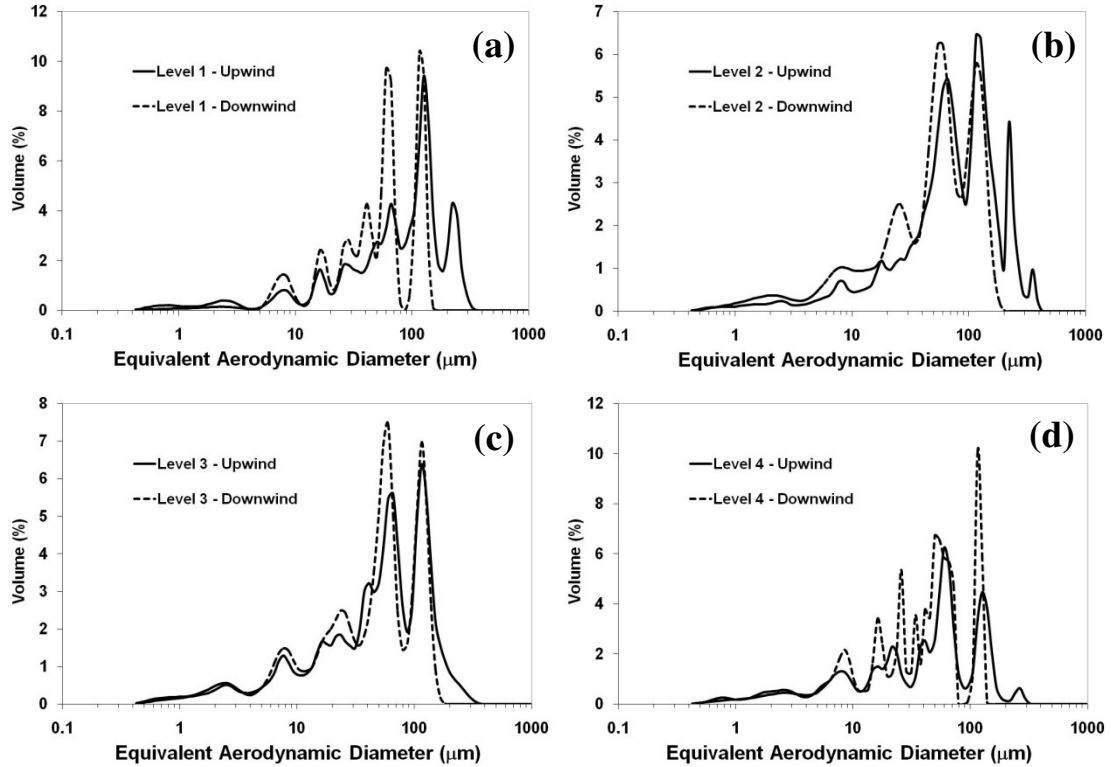 (a)
12
10
8
6
4
2
0
Volume (%)
Level 1 - Upwind
Level 1 - Downwind
0.1 1 10 100 1000
Equivalent Aerodynamic Diameter (µm)
(b)
7
6
5
4
3
2
1
0
Volume (%)
Level 2 - Upwind
Level 2 - Downwind
0.1 1 10 100 1000
Equivalent Aerodynamic Diameter (µm)
(c)
8
7
6
5
4
3
2
1
0
Volume (%)
Level 3 - Upwind
Level 3 - Downwind
0.1 1 10 100 1000
Equivalent Aerodynamic Diameter (µm)
(d)
12
10
8
6
4
2
0
Volume (%)
Level 4 - Upwind
Level 4 - Downwind
0.1 1 10 100 1000
Equivalent Aerodynamic Diameter (µm)